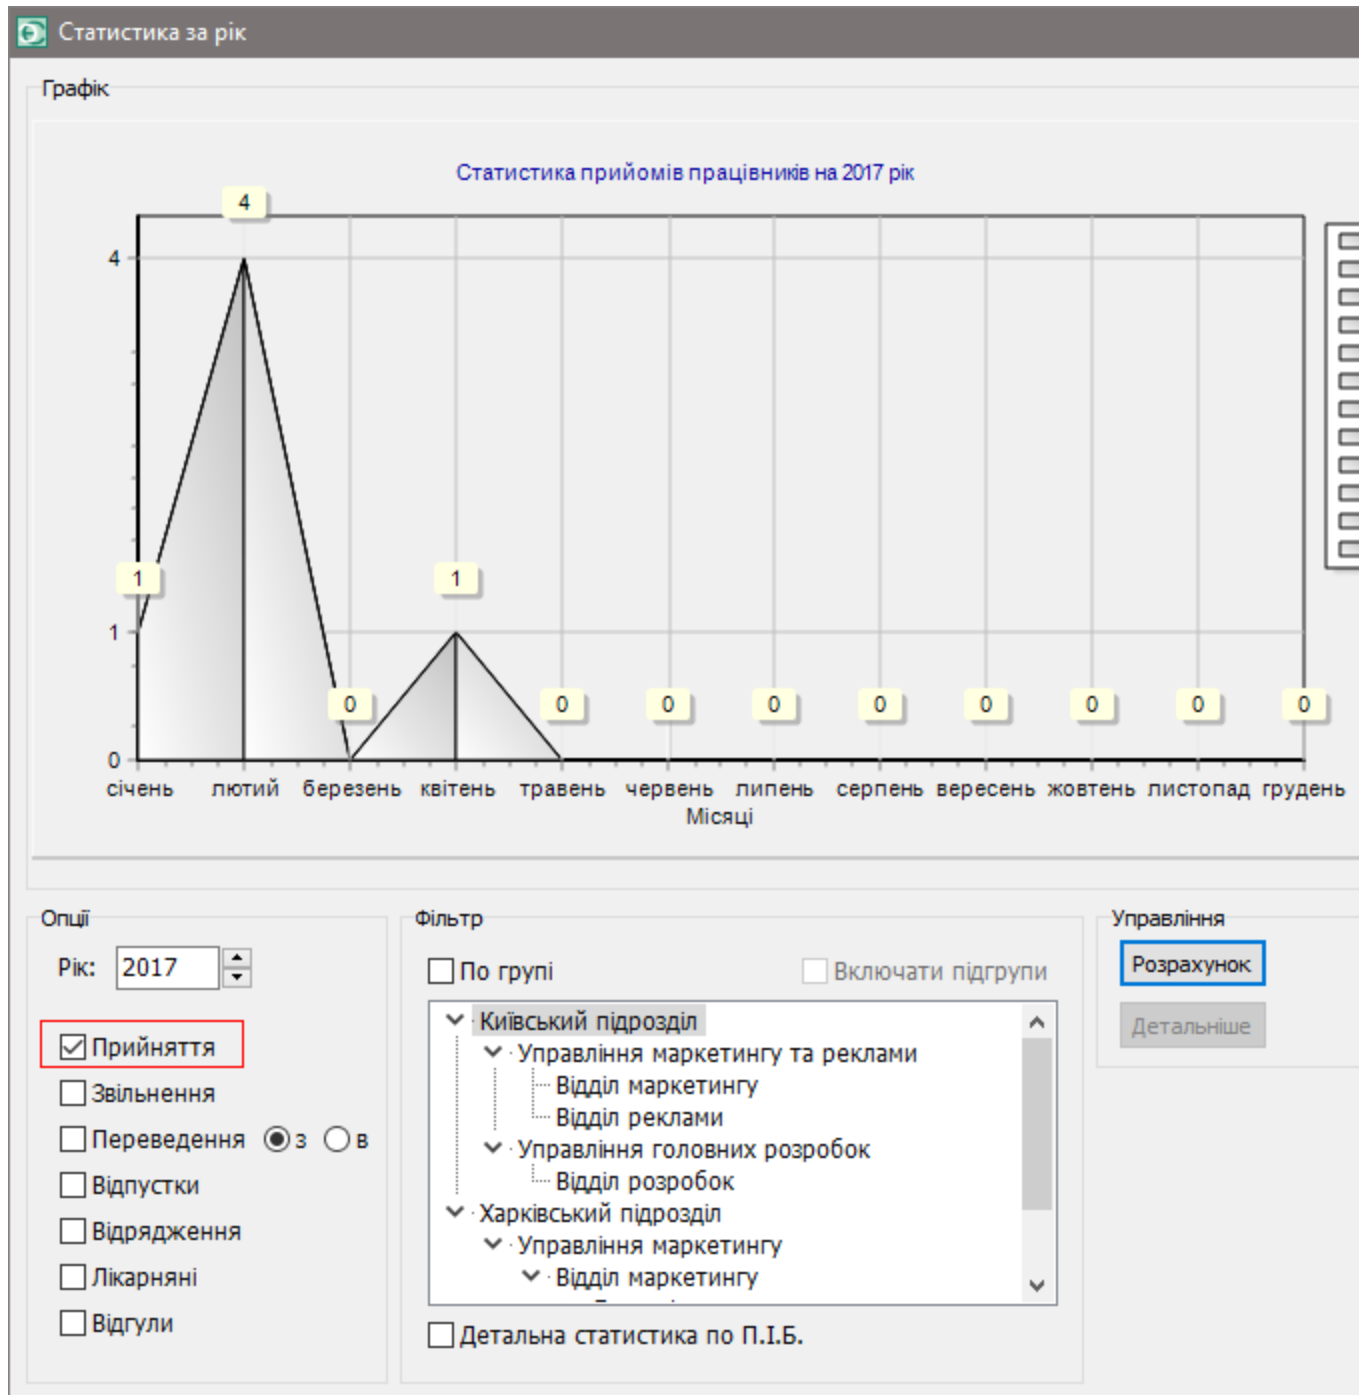 Статистика за рік
Графік
Статистика прийомів працівників на 2017 рік
4
4
1
1
1
0 0 0 0 0 0 0 0 0
0
січень лютий березень квітень травень червень липень серпень вересень жовтень листопад грудень
Місяці
Опції
Рік: 2017
Прийняття
Звільнення
Переведення з в
Відпустки
Відрядження
Лікарняні
Відгули
Фільтр
По групі Включати підгрупи
Київський підрозділ
Управління маркетингу та реклами
Відділ маркетингу
Відділ реклами
Управління головних розробок
Відділ розробок
Харківський підрозділ
Управління маркетингу
Відділ маркетингу
Детальна статистика по П.І.Б.
Управління
Розрахунок
Детальніше